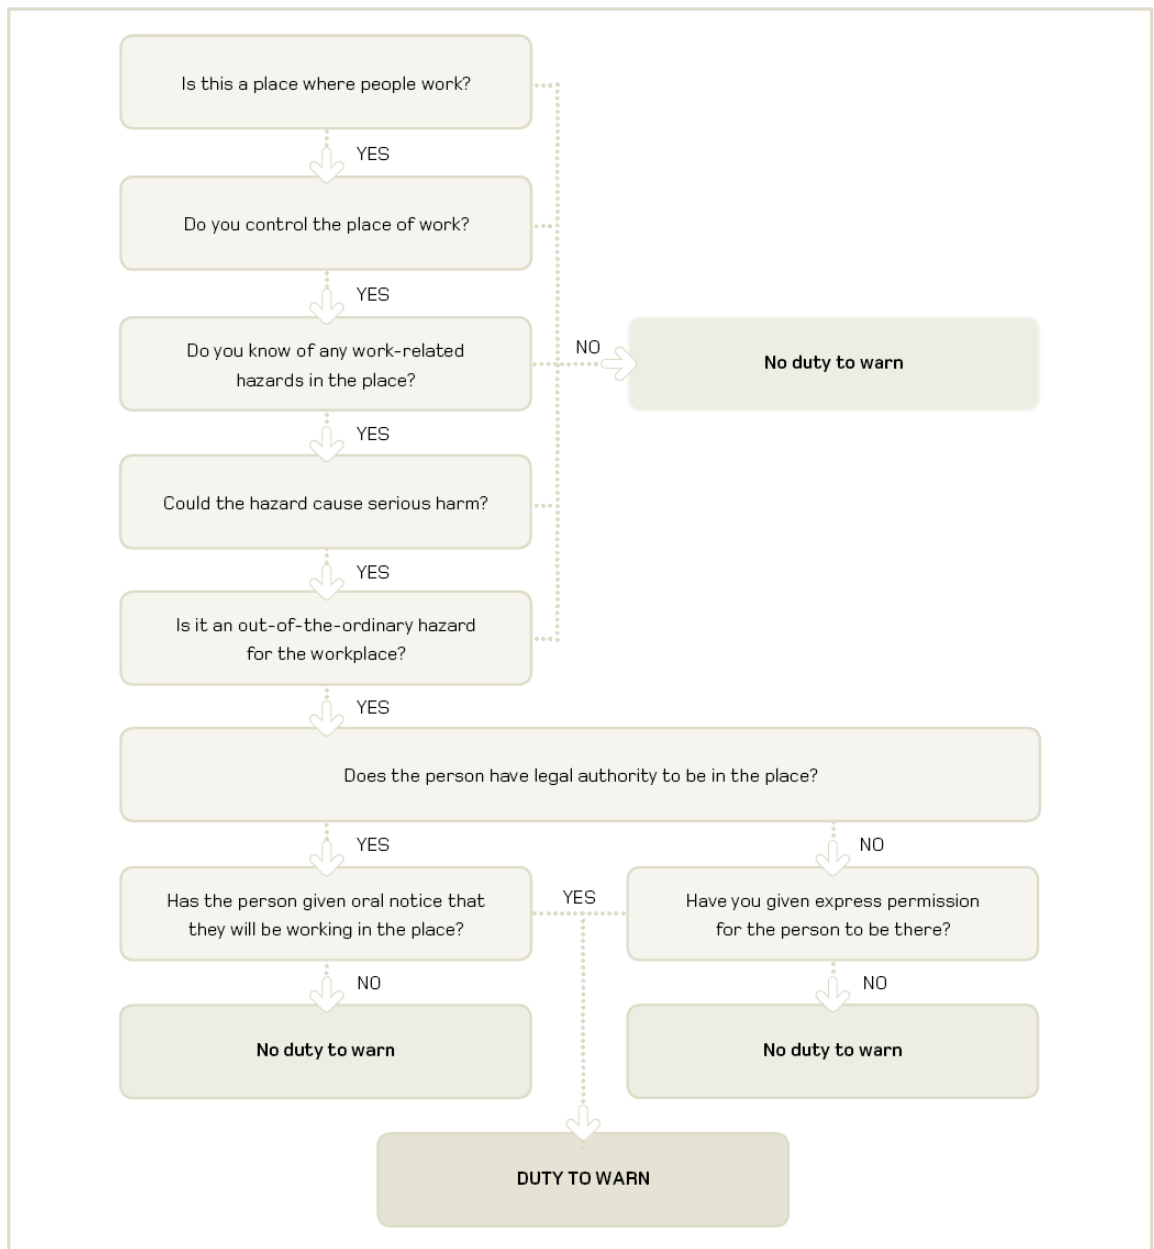 Is this a place where people work?
YES
Do you control the place of work?
YES
Do you know of any work-related
hazards in the place?
NO
No duty to warn
YES
Could the hazard cause serious harm?
YES
Is it an out-of-the-ordinary hazard
for the workplace?
YES
Does the person have legal authority to be in the place?
YES
NO
Has the person given oral notice that
they will be working in the place?
YES
Have you given express permission
for the person to be there?
NO
NO
No duty to warn
No duty to warn
DUTY TO WARN